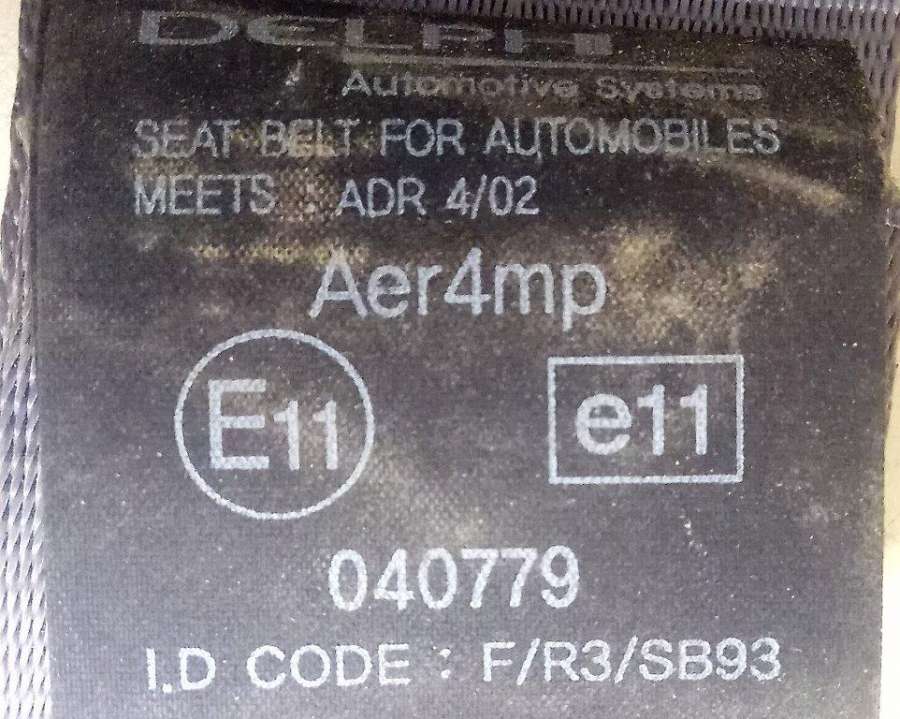 DELPHI
Automotive Systems
SEAT BELT FOR AUTOMOBILES
MEETS : ADR 4/02
Aer4mp
E11 e11
040779
I.D CODE : F/R3/SB93